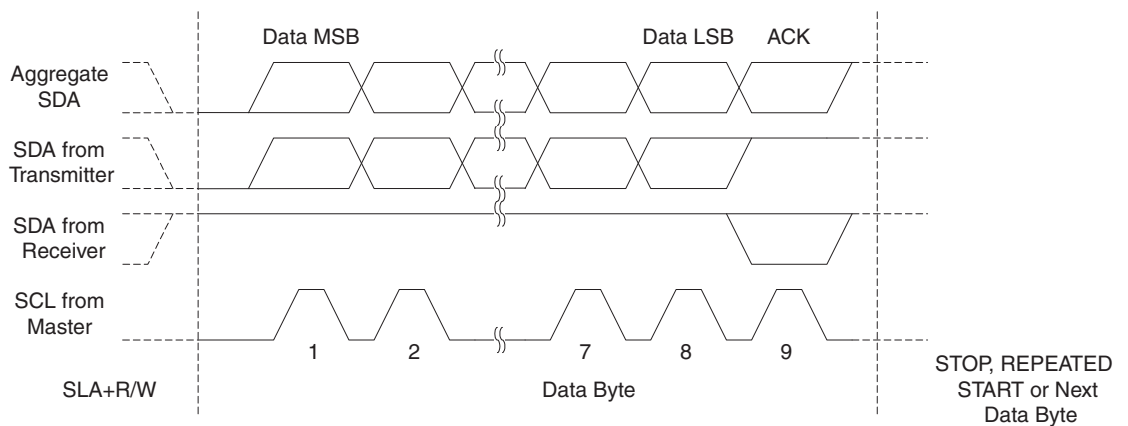 Data MSB
Data LSB
ACK
Aggregate
SDA
SDA from
Transmitter
SDA from
Receiver
SCL from
Master
1
2
7
8
9
SLA+R/W
Data Byte
STOP, REPEATED
START or Next
Data Byte